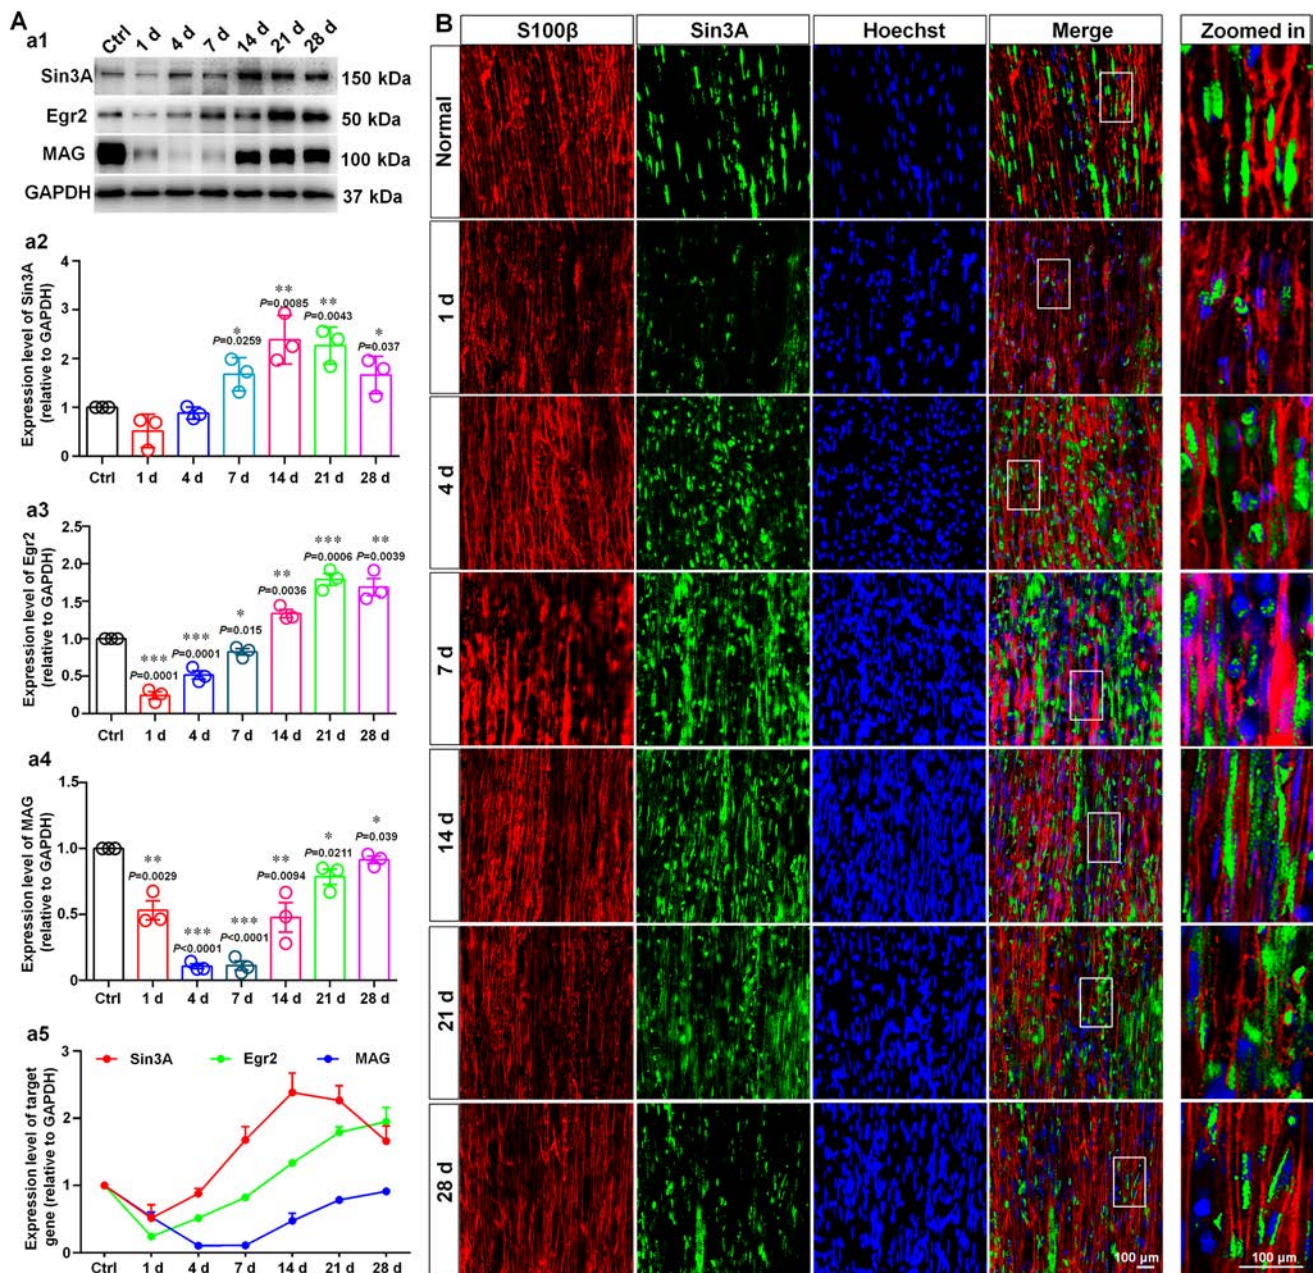 A
a1
Ctrl 1 d 4 d 7 d 14 d 21 d 28 d
Sin3A 150 kDa
Egr2 50 kDa
MAG 100 kDa
GAPDH 37 kDa
a2
Expression level of Sin3A
(relative to GAPDH)
4
3
2
1
0
*
P=0.0259
**
P=0.0085
**
P=0.0043
*
P=0.037
Ctrl 1 d 4 d 7 d 14 d 21 d 28 d
a3
Expression level of Egr2
(relative to GAPDH)
2.5
2.0
1.5
1.0
0.5
0
***
P=0.0001
***
P=0.0001
*
P=0.015
**
P=0.0036
***
P=0.0006
**
P=0.0039
Ctrl 1 d 4 d 7 d 14 d 21 d 28 d
a4
Expression level of MAG
(relative to GAPDH)
1.5
1.0
0.5
0
**
P=0.0029
***
P<0.0001
***
P<0.0001
**
P=0.0094
*
P=0.0211
*
P=0.039
Ctrl 1 d 4 d 7 d 14 d 21 d 28 d
a5
Expression level of target
gene (relative to GAPDH)
3
2
1
0
Sin3A Egr2 MAG
Ctrl 1 d 4 d 7 d 14 d 21 d 28 d
B
S100β Sin3A Hoechst Merge Zoomed in
Normal
1 d
4 d
7 d
14 d
21 d
28 d
100 μm 100 μm